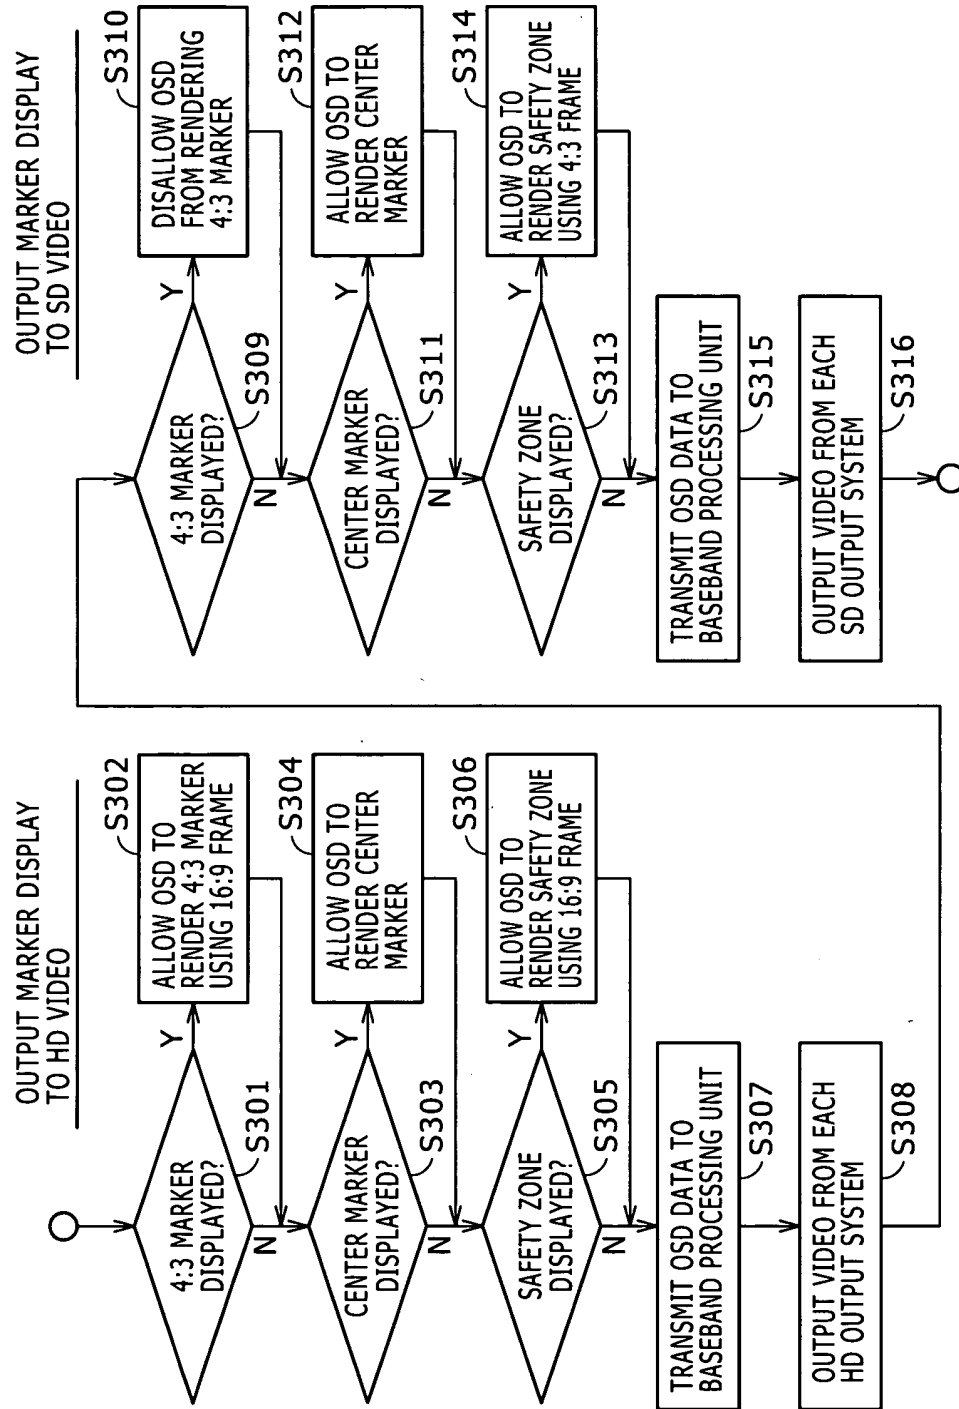 OUTPUT MARKER DISPLAY
TO HD VIDEO
4:3 MARKER
DISPLAYED?
S301
Y
N
ALLOW OSD TO
RENDER 4:3 MARKER
USING 16:9 FRAME
S302
CENTER MARKER
DISPLAYED?
S303
Y
N
ALLOW OSD TO
RENDER CENTER
MARKER
S304
SAFETY ZONE
DISPLAYED?
S305
Y
N
ALLOW OSD TO
RENDER SAFETY ZONE
USING 16:9 FRAME
S306
TRANSMIT OSD DATA TO
BASEBAND PROCESSING UNIT
S307
OUTPUT VIDEO FROM EACH
HD OUTPUT SYSTEM
S308
OUTPUT MARKER DISPLAY
TO SD VIDEO
4:3 MARKER
DISPLAYED?
S309
Y
N
DISALLOW OSD
FROM RENDERING
4:3 MARKER
S310
CENTER MARKER
DISPLAYED?
S311
Y
N
ALLOW OSD TO
RENDER CENTER
MARKER
S312
SAFETY ZONE
DISPLAYED?
S313
Y
N
ALLOW OSD TO
RENDER SAFETY ZONE
USING 4:3 FRAME
S314
TRANSMIT OSD DATA TO
BASEBAND PROCESSING UNIT
S315
OUTPUT VIDEO FROM EACH
SD OUTPUT SYSTEM
S316